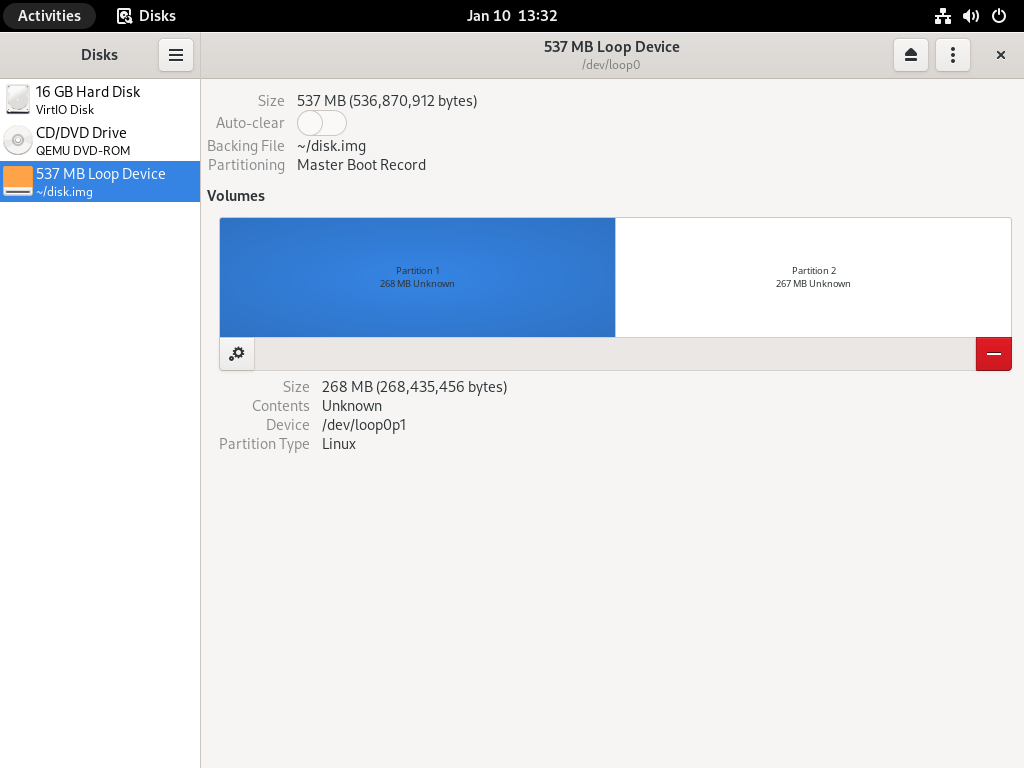 Activities
Disks
Jan 10  13:32
Disks
537 MB Loop Device
/dev/loop0
16 GB Hard Disk
VirtIO Disk
CD/DVD Drive
QEMU DVD-ROM
537 MB Loop Device
~/disk.img
Size 537 MB (536,870,912 bytes)
Auto-clear
Backing File ~/disk.img
Partitioning Master Boot Record
Volumes
Partition 1
268 MB Unknown
Partition 2
267 MB Unknown
Size 268 MB (268,435,456 bytes)
Contents Unknown
Device /dev/loop0p1
Partition Type Linux